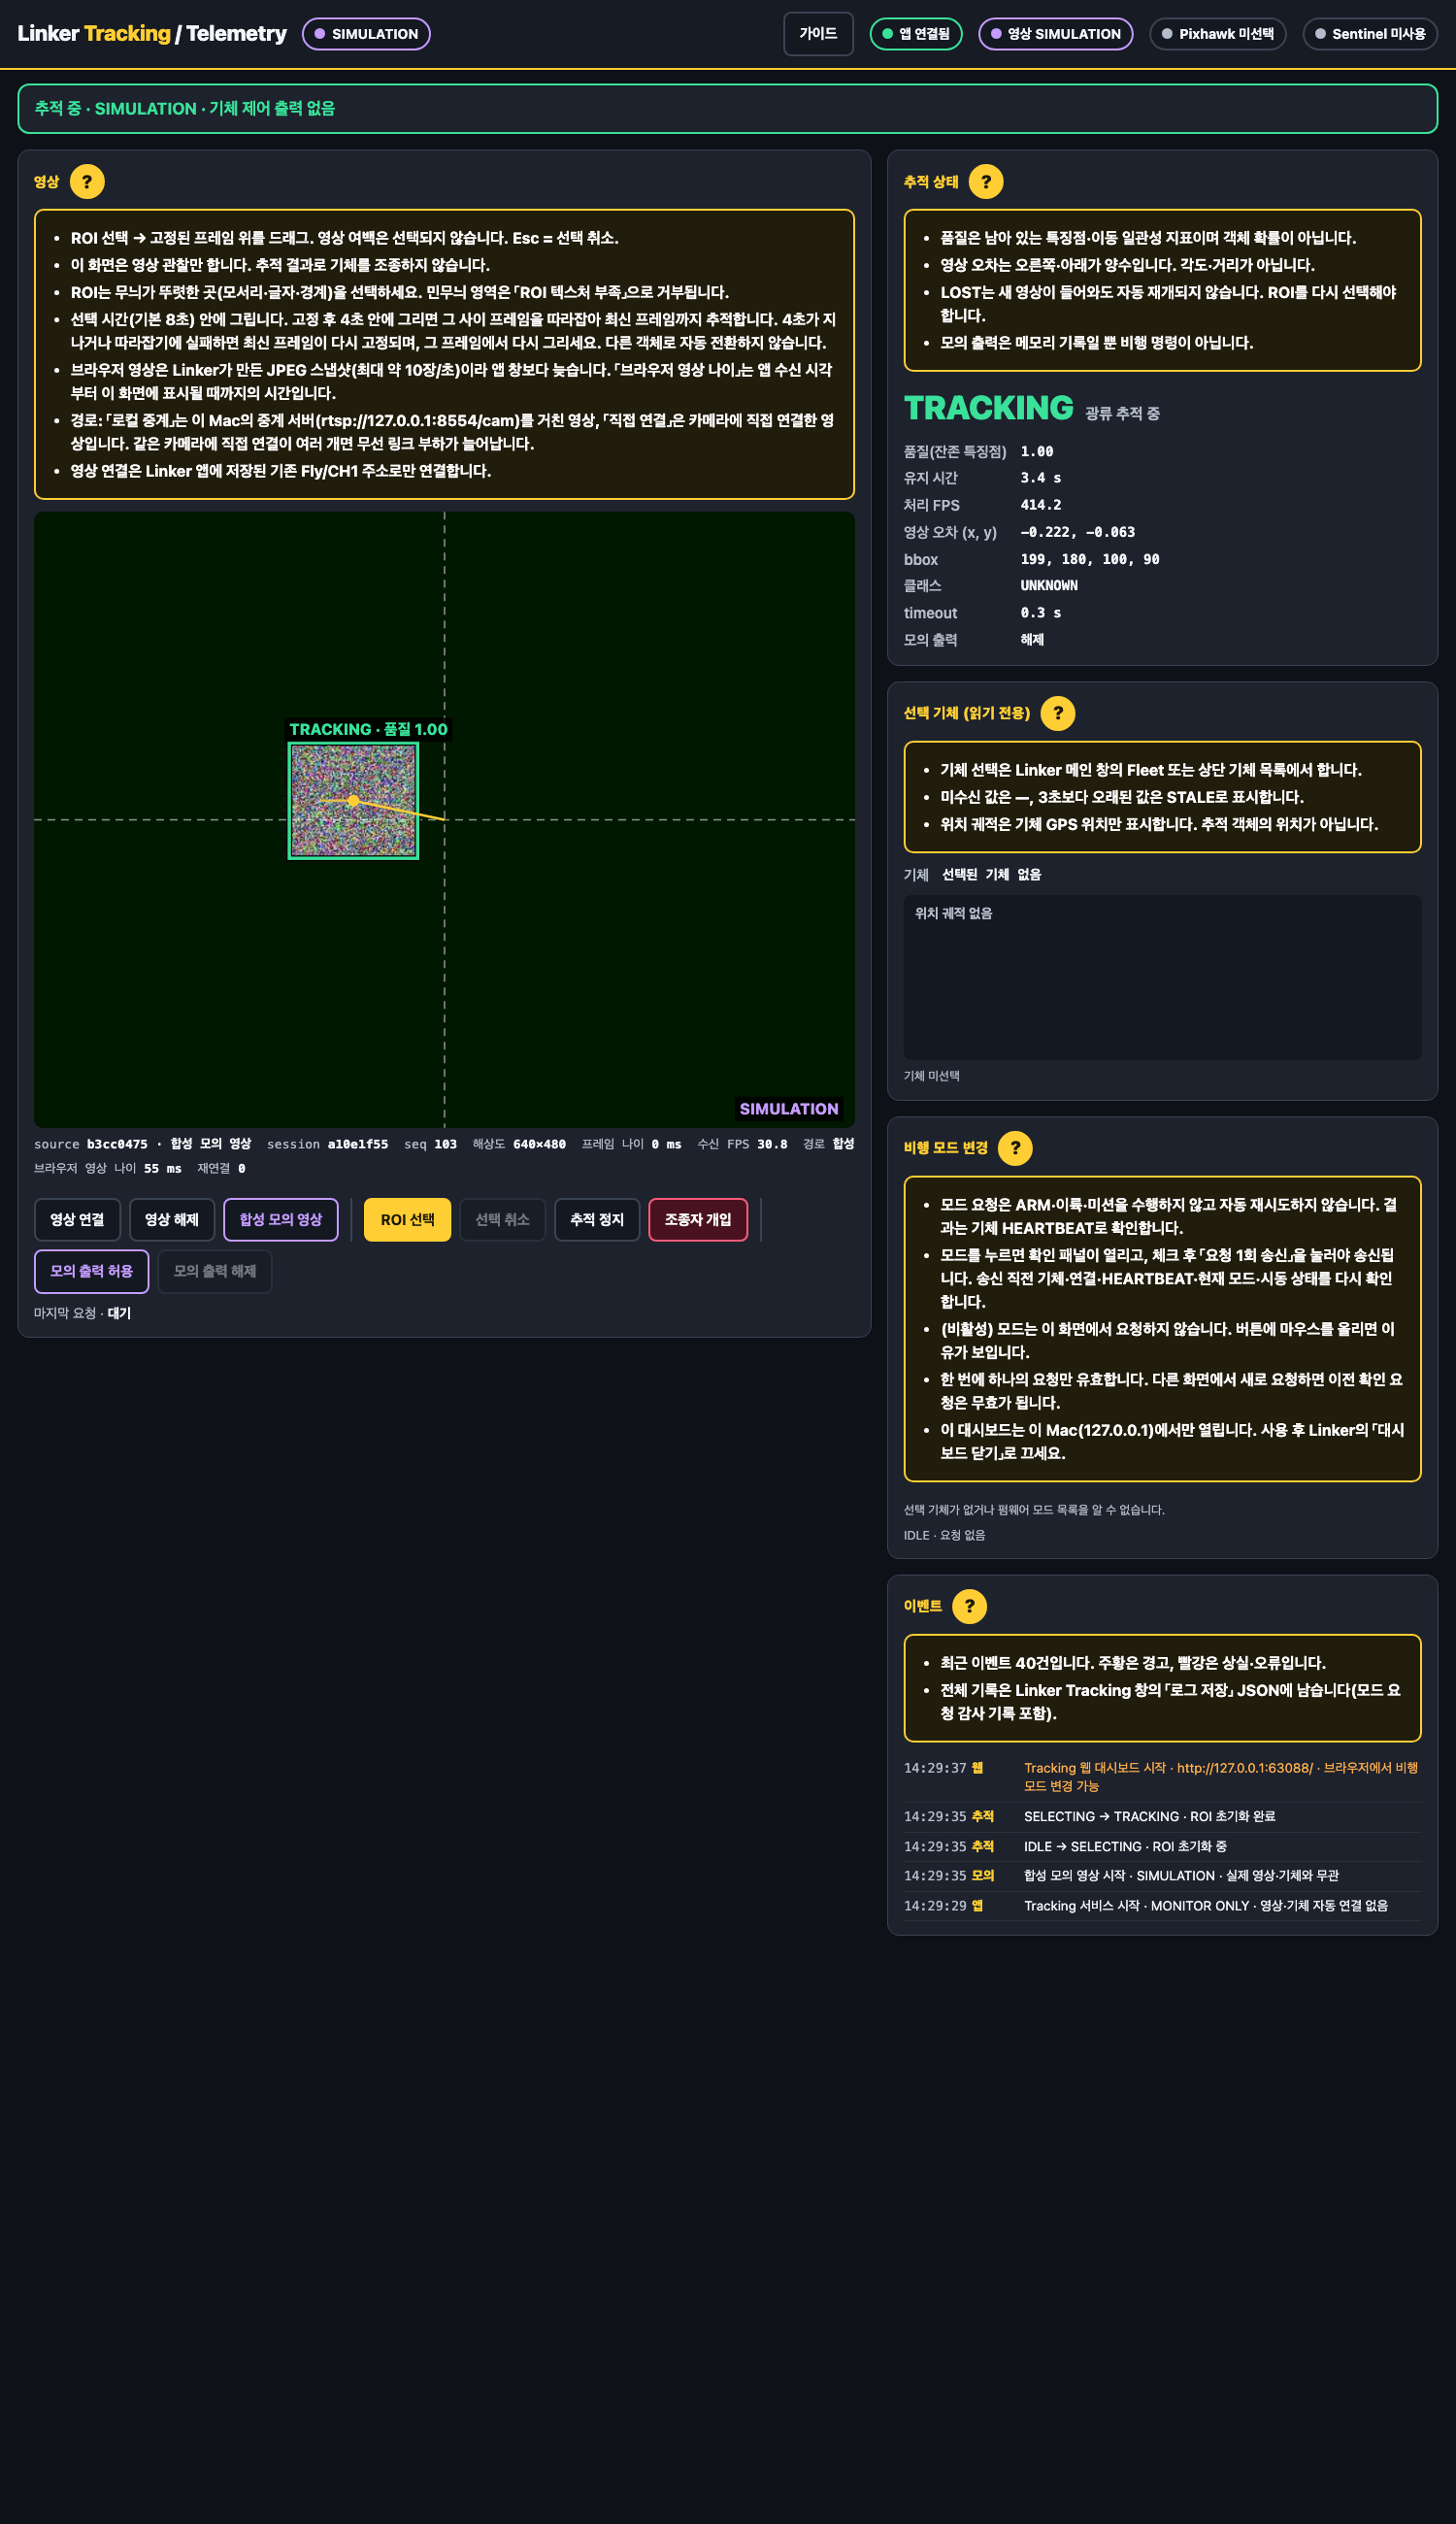 Linker Tracking / Telemetry
SIMULATION
가이드
앱 연결됨
영상 SIMULATION
Pixhawk 미선택
Sentinel 미사용
추적 중 · SIMULATION · 기체 제어 출력 없음
영상 ?
• ROI 선택 → 고정된 프레임 위를 드래그. 영상 여백은 선택되지 않습니다. Esc = 선택 취소.
• 이 화면은 영상 관찰만 합니다. 추적 결과로 기체를 조종하지 않습니다.
• ROI는 무늬가 뚜렷한 곳(모서리·글자·경계)을 선택하세요. 민무늬 영역은 「ROI 텍스처 부족」으로 거부됩니다.
• 선택 시간(기본 8초) 안에 그립니다. 고정 후 4초 안에 그리면 그 사이 프레임을 따라잡아 최신 프레임까지 추적합니다. 4초가 지
나거나 따라잡기에 실패하면 최신 프레임이 다시 고정되며, 그 프레임에서 다시 그리세요. 다른 객체로 자동 전환하지 않습니다.
• 브라우저 영상은 Linker가 만든 JPEG 스냅샷(최대 약 10장/초)이라 앱 창보다 늦습니다. 「브라우저 영상 나이」는 앱 수신 시각
부터 이 화면에 표시될 때까지의 시간입니다.
• 경로: 「로컬 중계」는 이 Mac의 중계 서버(rtsp://127.0.0.1:8554/cam)를 거친 영상, 「직접 연결」은 카메라에 직접 연결한 영
상입니다. 같은 카메라에 직접 연결이 여러 개면 무선 링크 부하가 늘어납니다.
• 영상 연결은 Linker 앱에 저장된 기존 Fly/CH1 주소로만 연결합니다.
TRACKING · 품질 1.00
SIMULATION
source b3cc0475 · 합성 모의 영상 session a10e1f55 seq 103 해상도 640×480 프레임 나이 0 ms 수신 FPS 30.8 경로 합성
브라우저 영상 나이 55 ms 재연결 0
영상 연결 영상 해제 합성 모의 영상 ROI 선택 선택 취소 추적 정지 조종자 개입
모의 출력 허용 모의 출력 해제
마지막 요청 · 대기
추적 상태 ?
• 품질은 남아 있는 특징점·이동 일관성 지표이며 객체 확률이 아닙니다.
• 영상 오차는 오른쪽·아래가 양수입니다. 각도·거리가 아닙니다.
• LOST는 새 영상이 들어와도 자동 재개되지 않습니다. ROI를 다시 선택해야
합니다.
• 모의 출력은 메모리 기록일 뿐 비행 명령이 아닙니다.
TRACKING 광류 추적 중
품질(잔존 특징점) 1.00
유지 시간 3.4 s
처리 FPS 414.2
영상 오차 (x, y) −0.222, −0.063
bbox 199, 180, 100, 90
클래스 UNKNOWN
timeout 0.3 s
모의 출력 해제
선택 기체 (읽기 전용) ?
• 기체 선택은 Linker 메인 창의 Fleet 또는 상단 기체 목록에서 합니다.
• 미수신 값은 —, 3초보다 오래된 값은 STALE로 표시합니다.
• 위치 궤적은 기체 GPS 위치만 표시합니다. 추적 객체의 위치가 아닙니다.
기체 선택된 기체 없음
위치 궤적 없음
기체 미선택
비행 모드 변경 ?
• 모드 요청은 ARM·이륙·미션을 수행하지 않고 자동 재시도하지 않습니다. 결
과는 기체 HEARTBEAT로 확인합니다.
• 모드를 누르면 확인 패널이 열리고, 체크 후 「요청 1회 송신」을 눌러야 송신됩
니다. 송신 직전 기체·연결·HEARTBEAT·현재 모드·시동 상태를 다시 확인
합니다.
• (비활성) 모드는 이 화면에서 요청하지 않습니다. 버튼에 마우스를 올리면 이
유가 보입니다.
• 한 번에 하나의 요청만 유효합니다. 다른 화면에서 새로 요청하면 이전 확인 요
청은 무효가 됩니다.
• 이 대시보드는 이 Mac(127.0.0.1)에서만 열립니다. 사용 후 Linker의 「대시
보드 닫기」로 끄세요.
선택 기체가 없거나 펌웨어 모드 목록을 알 수 없습니다.
IDLE · 요청 없음
이벤트 ?
• 최근 이벤트 40건입니다. 주황은 경고, 빨강은 상실·오류입니다.
• 전체 기록은 Linker Tracking 창의 「로그 저장」 JSON에 남습니다(모드 요
청 감사 기록 포함).
14:29:37 웹 Tracking 웹 대시보드 시작 · http://127.0.0.1:63088/ · 브라우저에서 비행
모드 변경 가능
14:29:35 추적 SELECTING → TRACKING · ROI 초기화 완료
14:29:35 추적 IDLE → SELECTING · ROI 초기화 중
14:29:35 모의 합성 모의 영상 시작 · SIMULATION · 실제 영상·기체와 무관
14:29:29 앱 Tracking 서비스 시작 · MONITOR ONLY · 영상·기체 자동 연결 없음